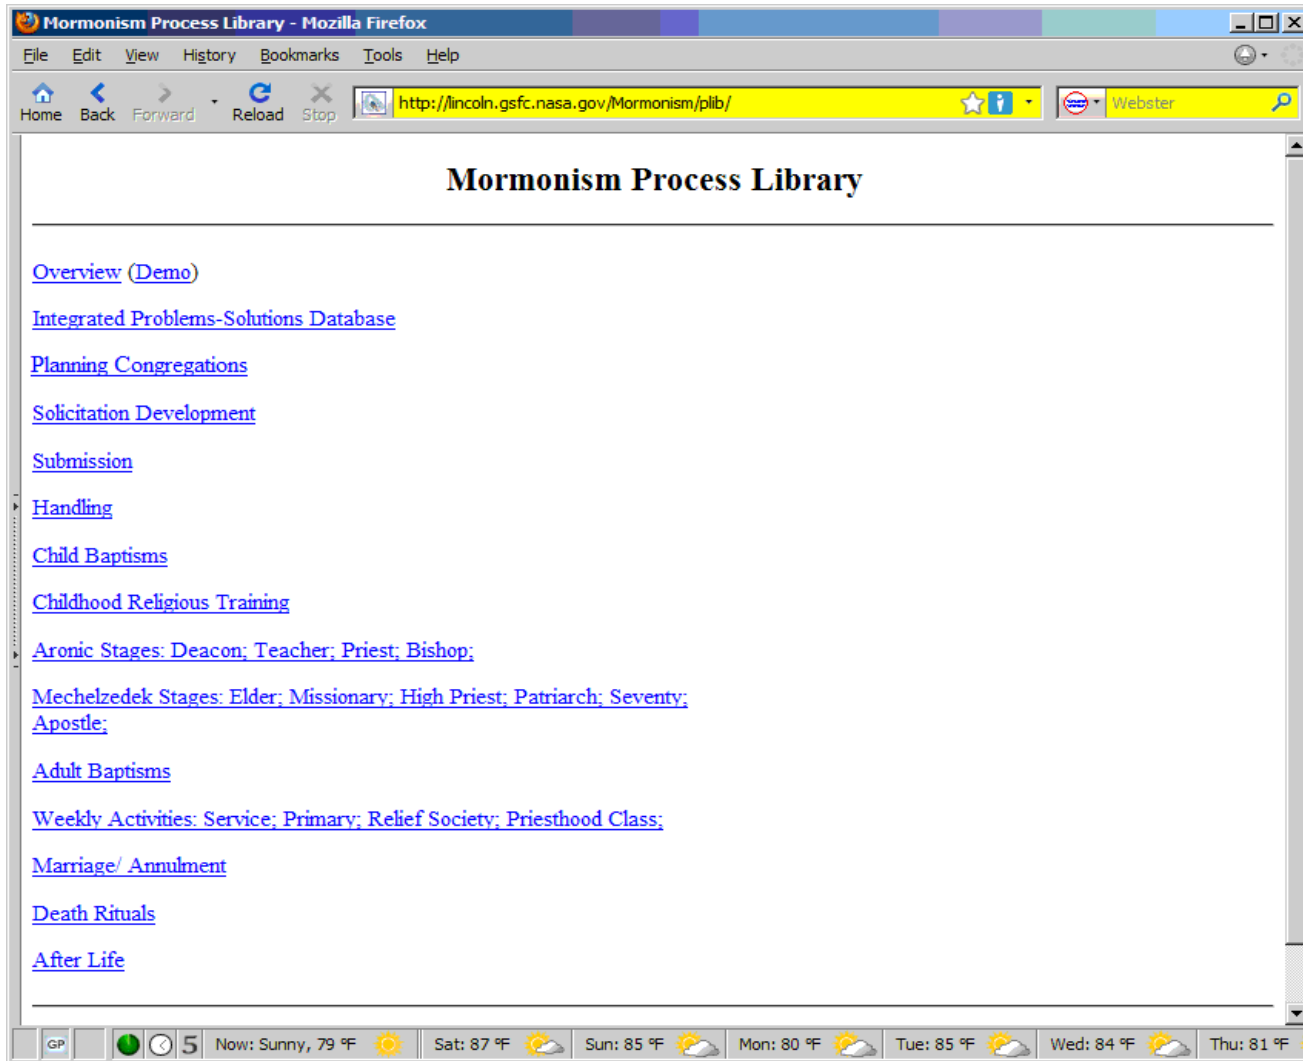 Mormonism Process Library - Mozilla Firefox
File Edit View History Bookmarks Tools Help
Home Back Forward Reload Stop http://lincoln.gsfc.nasa.gov/Mormonism/plib/ Webster
Mormonism Process Library
Overview (Demo)
Integrated Problems-Solutions Database
Planning Congregations
Solicitation Development
Submission
Handling
Child Baptisms
Childhood Religious Training
Aronic Stages: Deacon; Teacher; Priest; Bishop;
Mechelzedek Stages: Elder; Missionary; High Priest; Patriarch; Seventy;
Apostle;
Adult Baptisms
Weekly Activities: Service; Primary; Relief Society; Priesthood Class;
Marriage/ Annulment
Death Rituals
After Life
GP 5 Now: Sunny, 79 °F Sat: 87 °F Sun: 85 °F Mon: 80 °F Tue: 85 °F Wed: 84 °F Thu: 81 °F